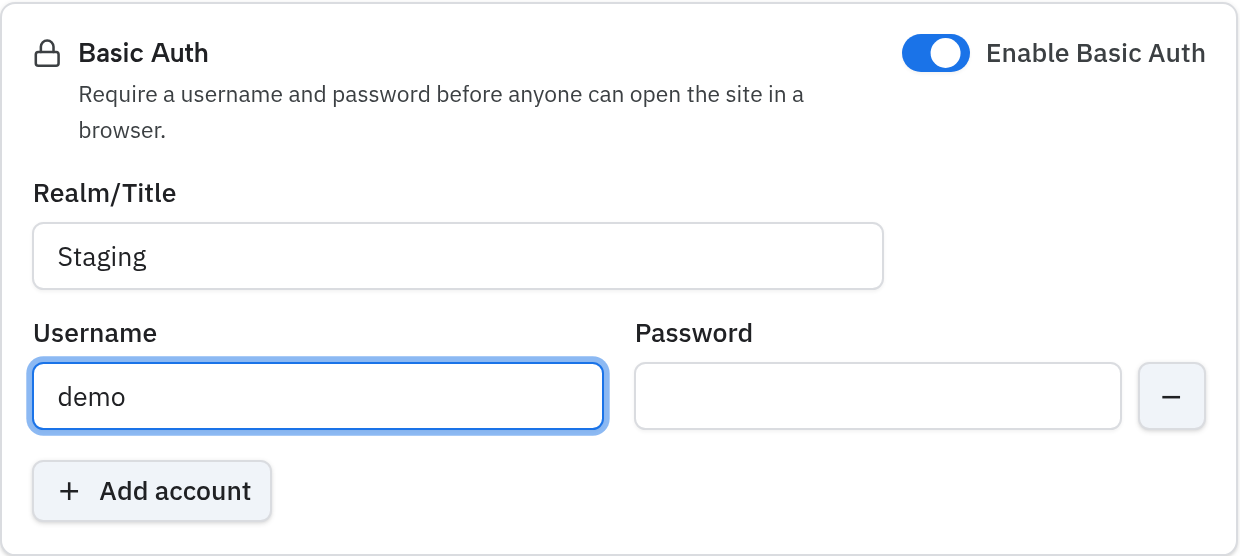 Basic Auth
Enable Basic Auth
Require a username and password before anyone can open the site in a
browser.
Realm/Title
Staging
Username
Password
demo
Add account